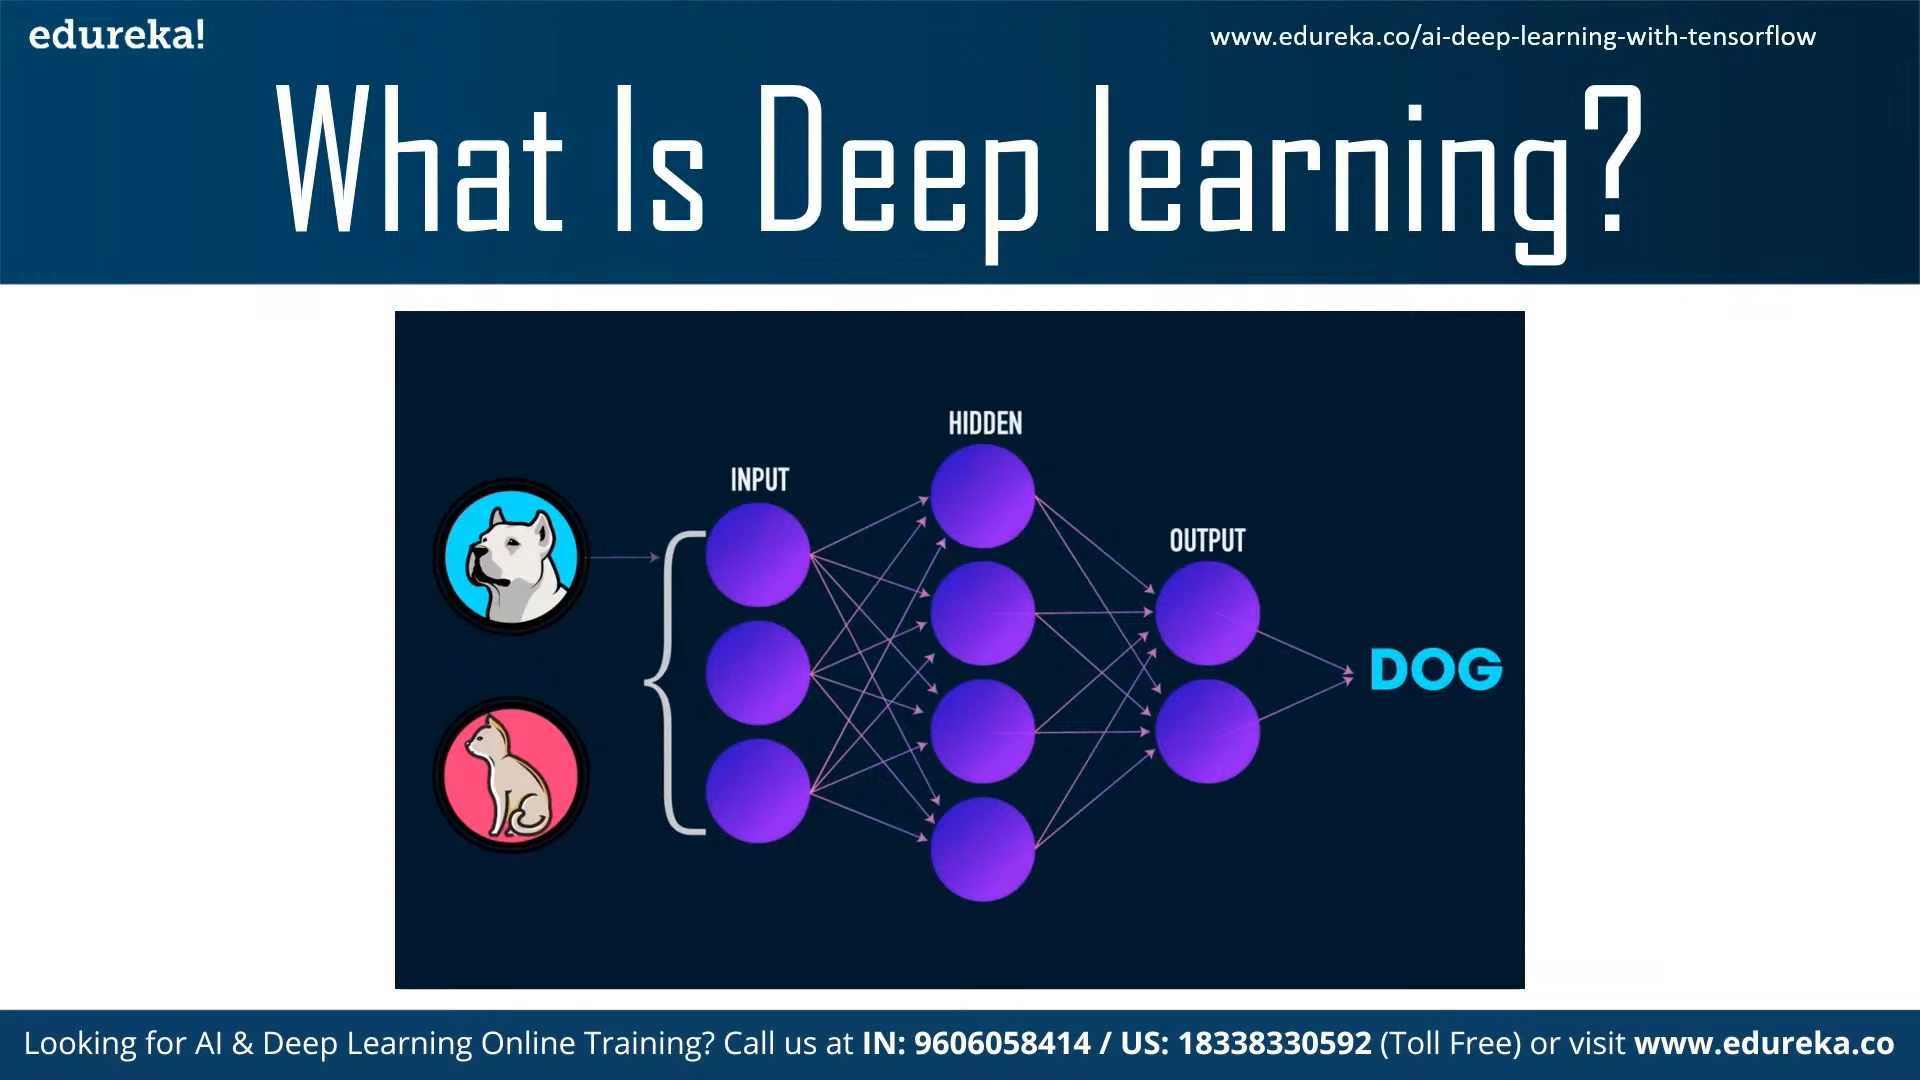 edureka!
www.edureka.co/ai-deep-learning-with-tensorflow
What Is Deep learning?
HIDDEN
INPUT
OUTPUT
DOG
Looking for AI & Deep Learning Online Training? Call us at IN: 9606058414 / US: 18338330592 (Toll Free) or visit www.edureka.co